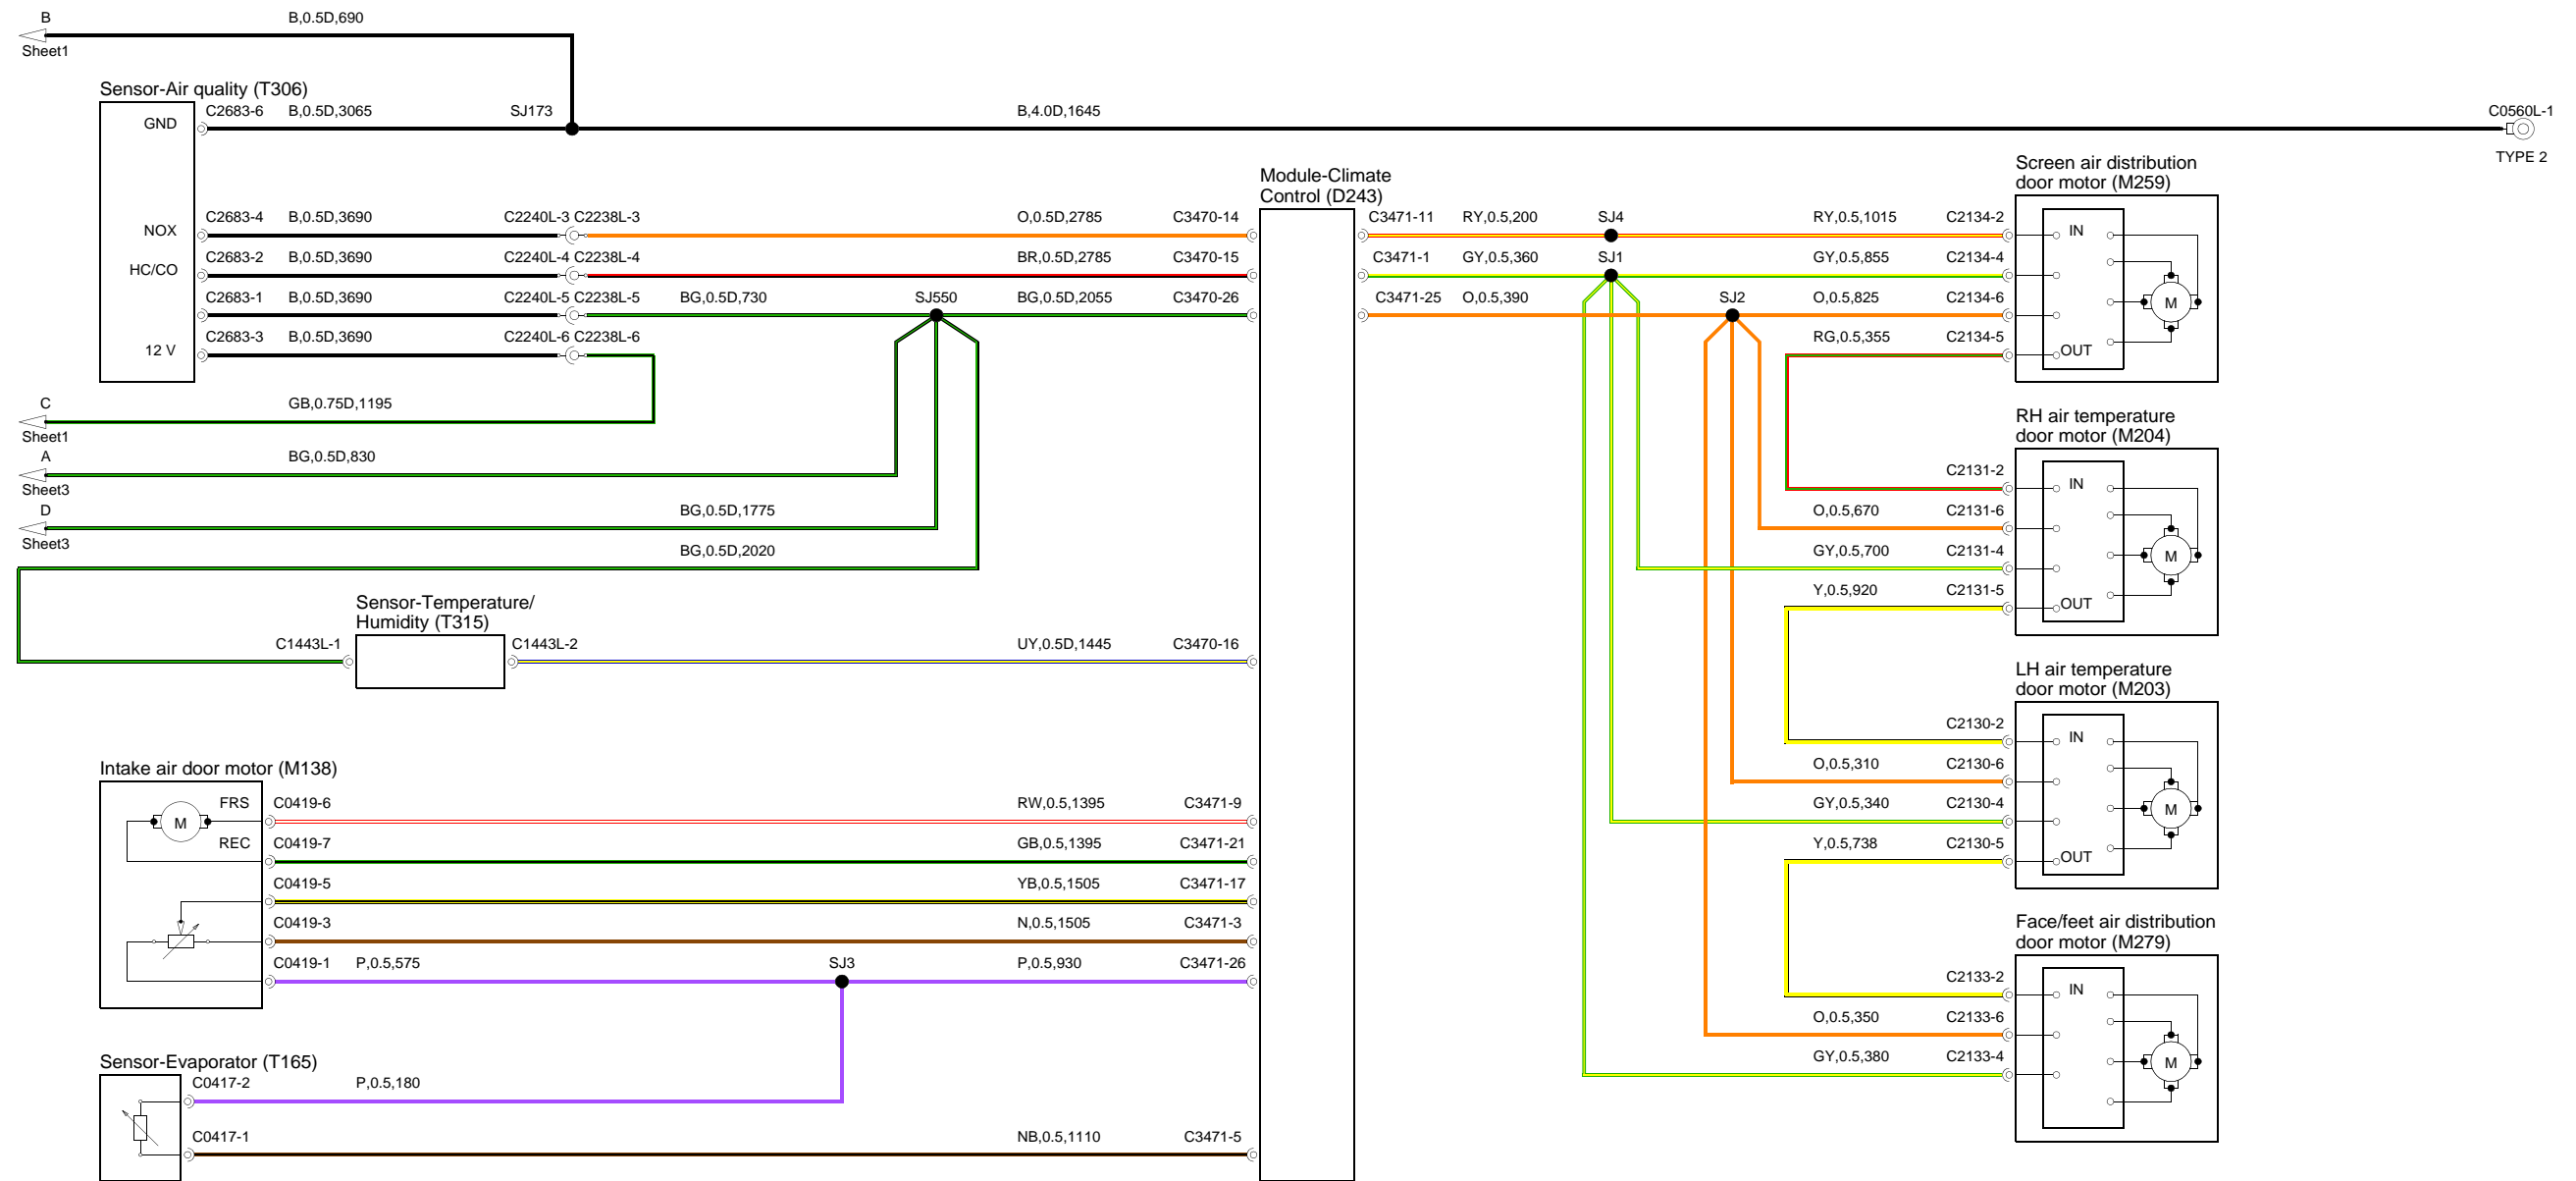 B
B,0.5D,690
Sheet1
Sensor-Air quality (T306)
GND
C2683-6
B,0.5D,3065
SJ173
B,4.0D,1645
C0560L-1
TYPE 2
NOX
C2683-4
B,0.5D,3690
C2240L-3 C2238L-3
O,0.5D,2785
C3470-14
HC/CO
C2683-2
B,0.5D,3690
C2240L-4 C2238L-4
BR,0.5D,2785
C3470-15
C2683-1
B,0.5D,3690
C2240L-5 C2238L-5
BG,0.5D,730
SJ550
BG,0.5D,2055
C3470-26
12 V
C2683-3
B,0.5D,3690
C2240L-6 C2238L-6
C
GB,0.75D,1195
Sheet1
A
BG,0.5D,830
Sheet3
D
BG,0.5D,1775
Sheet3
BG,0.5D,2020
Sensor-Temperature/
Humidity (T315)
C1443L-1
C1443L-2
UY,0.5D,1445
C3470-16
Intake air door motor (M138)
M
FRS
C0419-6
RW,0.5,1395
C3471-9
REC
C0419-7
GB,0.5,1395
C3471-21
C0419-5
YB,0.5,1505
C3471-17
C0419-3
N,0.5,1505
C3471-3
C0419-1
P,0.5,575
SJ3
P,0.5,930
C3471-26
Sensor-Evaporator (T165)
C0417-2
P,0.5,180
C0417-1
NB,0.5,1110
C3471-5
Module-Climate
Control (D243)
C3471-11
RY,0.5,200
SJ4
RY,0.5,1015
C2134-2
C3471-1
GY,0.5,360
SJ1
GY,0.5,855
C2134-4
C3471-25
O,0.5,390
SJ2
O,0.5,825
C2134-6
RG,0.5,355
C2134-5
Screen air distribution
door motor (M259)
IN
M
OUT
RH air temperature
door motor (M204)
C2131-2
IN
O,0.5,670
C2131-6
GY,0.5,700
C2131-4
M
Y,0.5,920
C2131-5
OUT
LH air temperature
door motor (M203)
C2130-2
IN
O,0.5,310
C2130-6
GY,0.5,340
C2130-4
M
Y,0.5,738
C2130-5
OUT
Face/feet air distribution
door motor (M279)
C2133-2
IN
O,0.5,350
C2133-6
GY,0.5,380
C2133-4
M